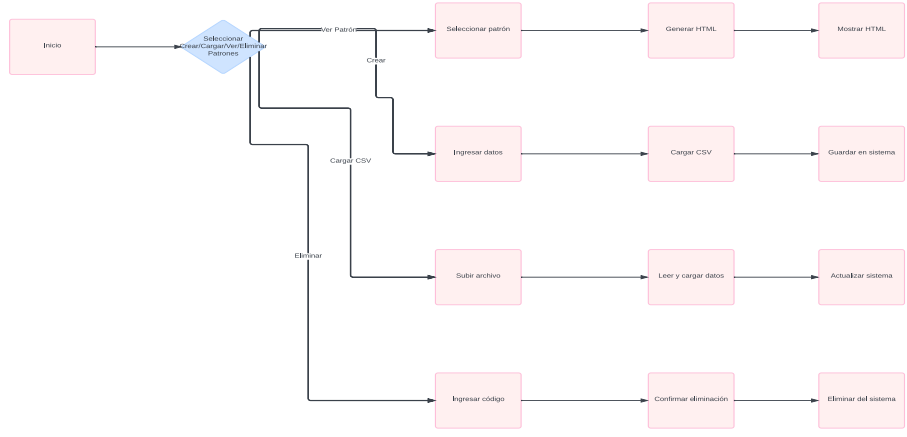 Inicio
Seleccionar
Crear/Cargar/Ver/Eliminar
Patrones
Ver Patrón
Seleccionar patrón
Generar HTML
Mostrar HTML
Crear
Ingresar datos
Cargar CSV
Guardar en sistema
Cargar CSV
Subir archivo
Leer y cargar datos
Actualizar sistema
Eliminar
Ingresar código
Confirmar eliminación
Eliminar del sistema